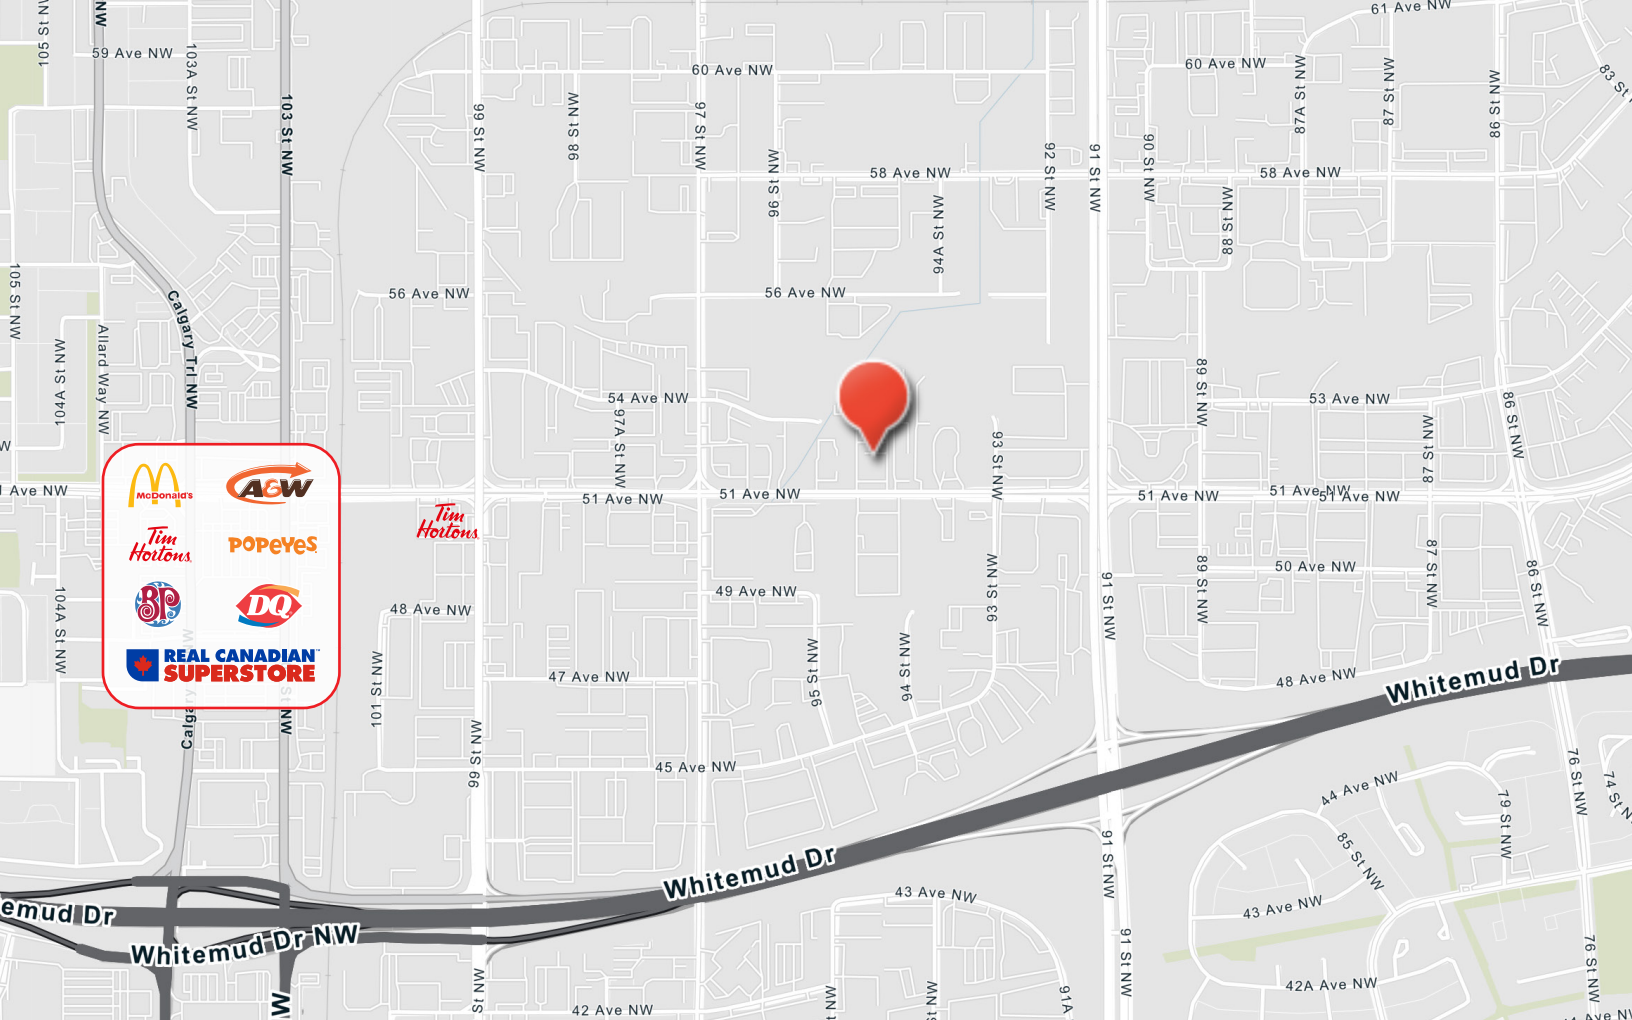 NW
105 St NW
59 Ave NW
103A St NW
103 St NW
61 Ave NW
60 Ave NW
60 Ave NW
83 St
99 St NW
98 St NW
97 St NW
96 St NW
92 St NW
91 St NW
90 St NW
87A St NW
87 St NW
86 St NW
58 Ave NW
58 Ave NW
88 St NW
94A St NW
105 St NW
Calgary Trl NW
Allard Way NW
104A St NW
56 Ave NW
56 Ave NW
54 Ave NW
97A St NW
53 Ave NW
89 St NW
86 St NW
87 St NW
93 St NW
W
Ave NW
51 Ave NW
51 Ave NW
51 Ave NW
51 Ave NW
51 Ave NW
McDonald's
A&W
Tim
Hortons
POPEYES
BP
DQ
REAL CANADIAN
SUPERSTORE
Tim
Hortons
104A St NW
48 Ave NW
49 Ave NW
50 Ave NW
93 St NW
91 St NW
89 St NW
87 St NW
86 St NW
101 St NW
47 Ave NW
95 St NW
94 St NW
48 Ave NW
Whitemud Dr
NW
99 St NW
45 Ave NW
44 Ave NW
79 St NW
76 St NW
74 St N
85 St NW
91 St NW
Whitemud Dr
43 Ave NW
43 Ave NW
emud Dr
Whitemud Dr NW
91 St NW
76 St NW
42A Ave NW
42 Ave NW
St NW
NW
St NW
91A
W